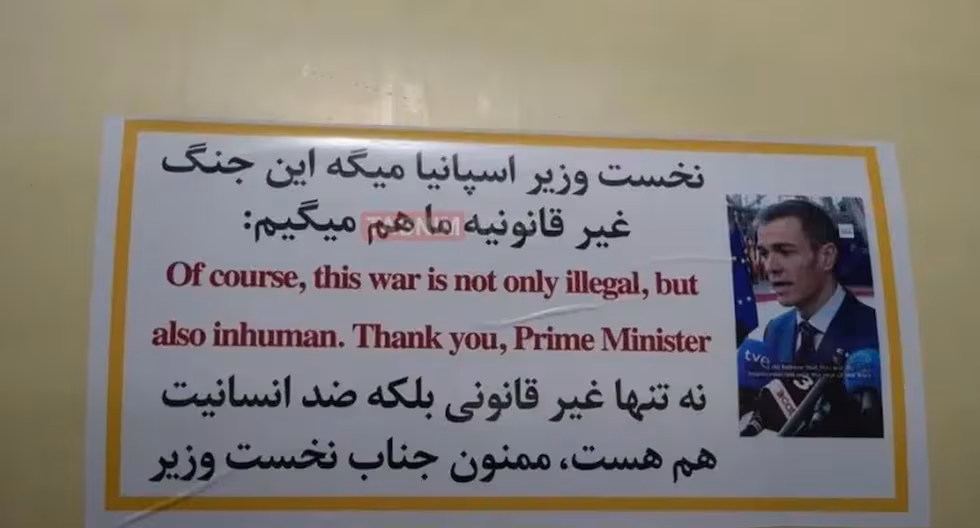 نخست وزیر اسپانیا میگه این جنگ
غیر قانونیه ما هم میگیم:
Of course, this war is not only illegal, but
also inhuman. Thank you, Prime Minister
نه تنها غیر قانونی بلکه ضد انسانیت
هم هست، ممنون جناب نخست وزیر
tve